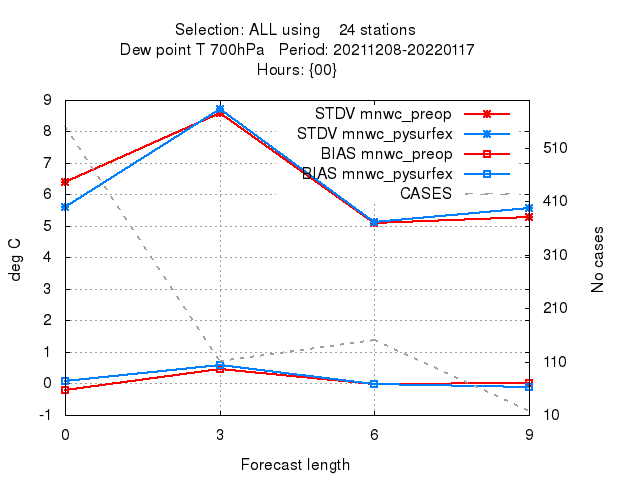 Selection: ALL using    24 stations
Dew point T 700hPa   Period: 20211208-20220117
Hours: {00}
STDV mnwc_preop
STDV mnwc_pysurfex
BIAS mnwc_preop
BIAS mnwc_pysurfex
CASES
deg C
9
8
7
6
5
4
3
2
1
0
-1
510
410
310
210
110
10
No cases
0 3 6 9
Forecast length